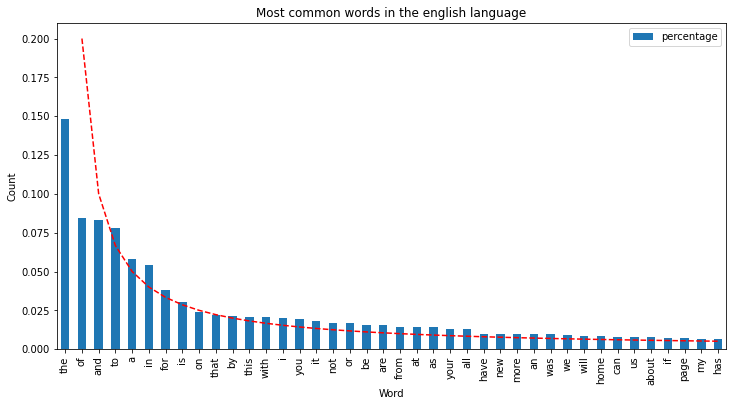 Most common words in the english language
percentage
0.200
0.175
0.150
0.125
0.100
0.075
0.050
0.025
0.000
Count
the
of
and
to
a
in
for
is
on
that
by
this
with
i
you
it
not
or
be
are
from
at
as
your
all
have
new
more
an
was
we
will
home
can
us
about
if
page
my
has
Word